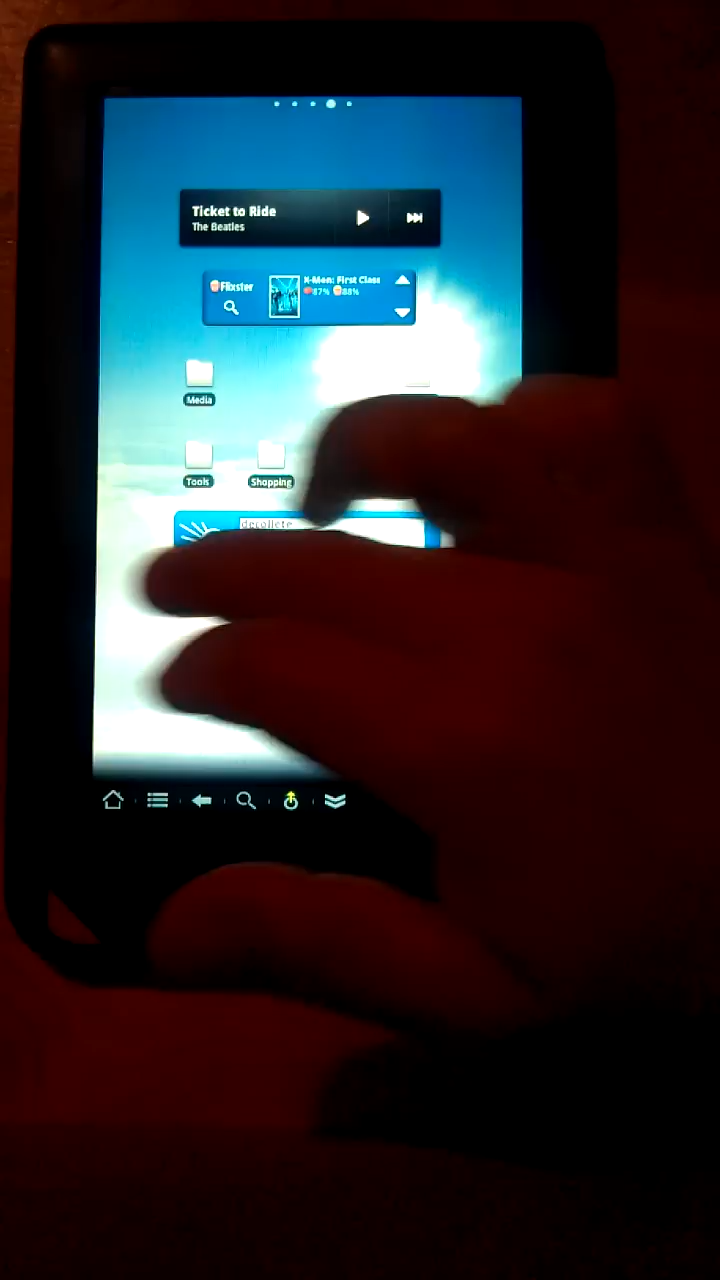 Ticket to Ride
The Beatles
Flixster
X-Men: First Class
87% 88%
Media
Tools
Shopping
decollete